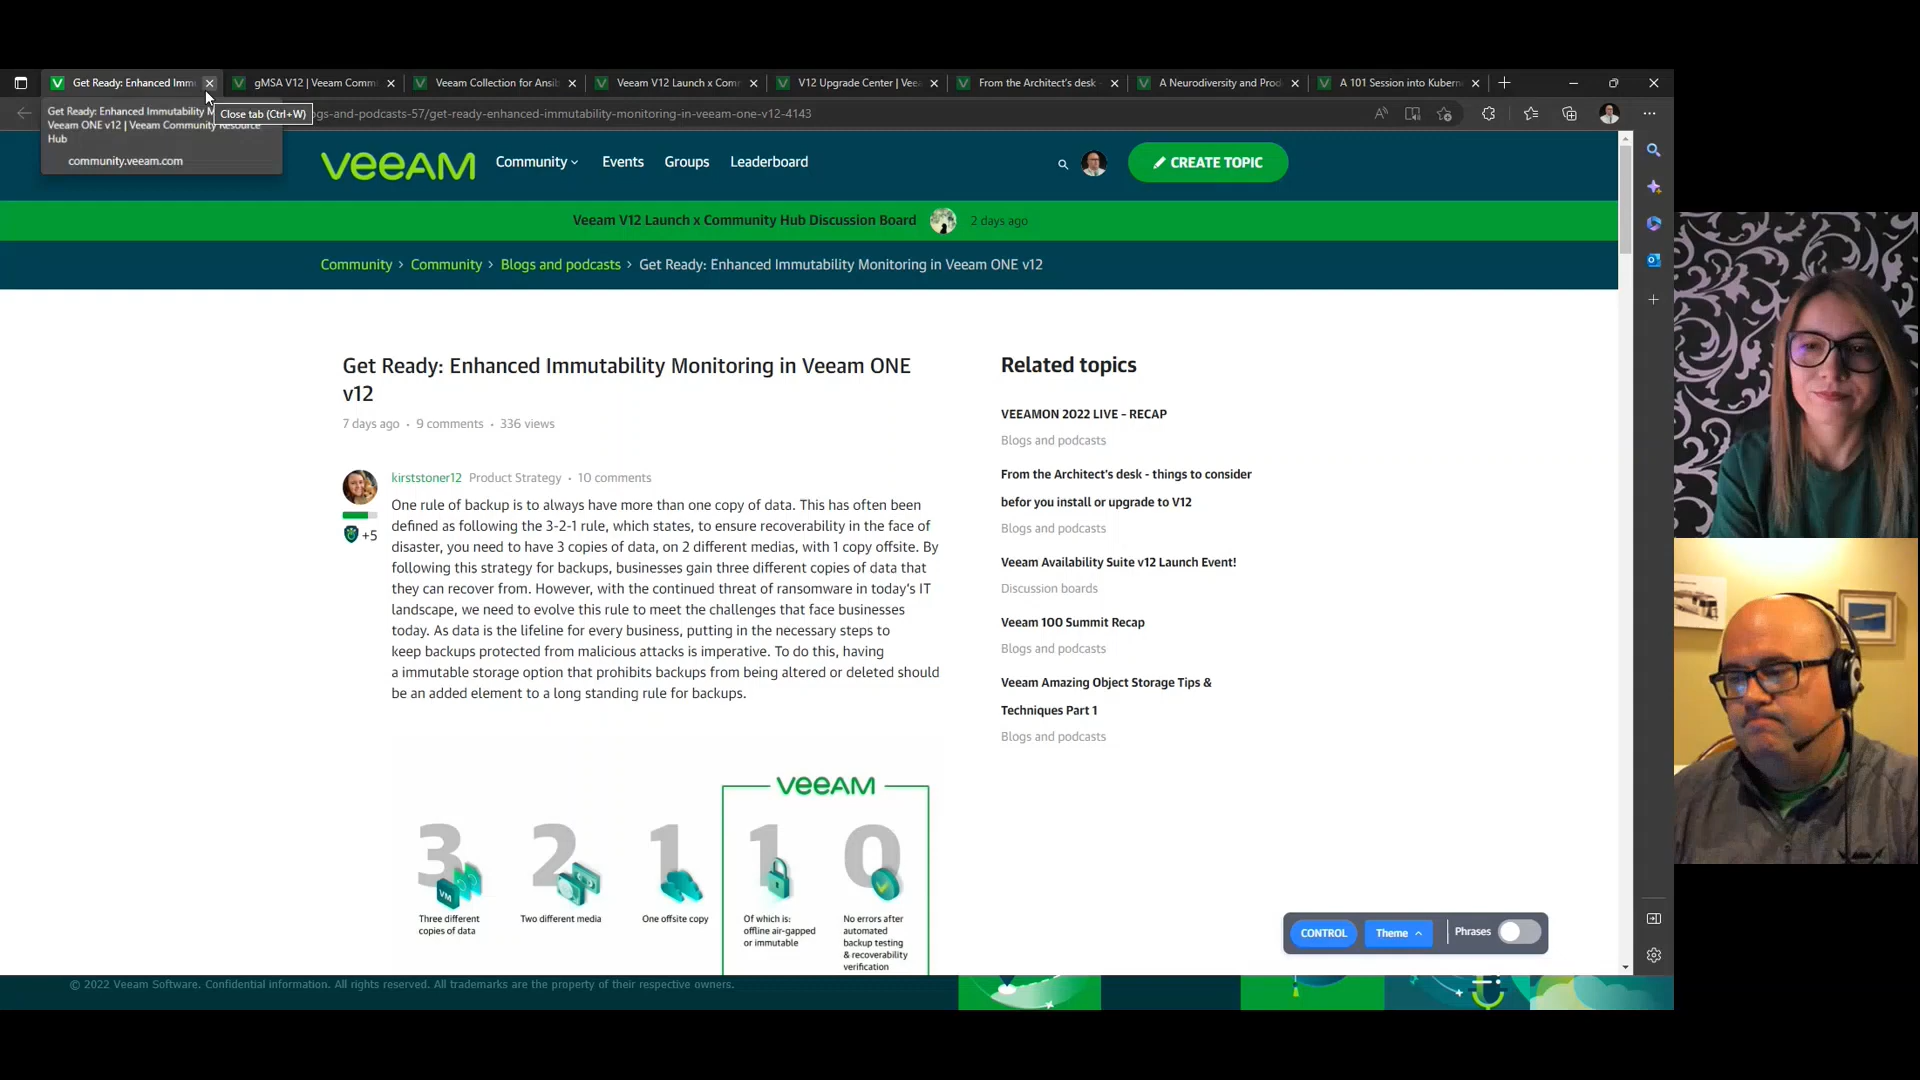 Get Ready: Enhanced Imm
gMSA V12 | Veeam Comm
Veeam Collection for Ansib
Veeam V12 Launch x Com
V12 Upgrade Center | Vee
From the Architect's desk
A Neurodiversity and Prod
A 101 Session into Kubern
Get Ready: Enhanced Immutability M
Veeam ONE v12 | Veeam Community Resource
Hub
community.veeam.com
Close tab (Ctrl+W)
gs-and-podcasts-57/get-ready-enhanced-immutability-monitoring-in-veeam-one-v12-4143
veeam
Community
Events
Groups
Leaderboard
CREATE TOPIC
Veeam V12 Launch x Community Hub Discussion Board
2 days ago
Community › Community › Blogs and podcasts › Get Ready: Enhanced Immutability Monitoring in Veeam ONE v12
Get Ready: Enhanced Immutability Monitoring in Veeam ONE
v12
7 days ago · 9 comments · 336 views
kirststoner12 Product Strategy · 10 comments
+5
One rule of backup is to always have more than one copy of data. This has often been
defined as following the 3-2-1 rule, which states, to ensure recoverability in the face of
disaster, you need to have 3 copies of data, on 2 different medias, with 1 copy offsite. By
following this strategy for backups, businesses gain three different copies of data that
they can recover from. However, with the continued threat of ransomware in today's IT
landscape, we need to evolve this rule to meet the challenges that face businesses
today. As data is the lifeline for every business, putting in the necessary steps to
keep backups protected from malicious attacks is imperative. To do this, having
a immutable storage option that prohibits backups from being altered or deleted should
be an added element to a long standing rule for backups.
veeam
3
2
1
1
0
VM
Three different
copies of data
Two different media
One offsite copy
Of which is:
offline air-gapped
or immutable
No errors after
automated
backup testing
& recoverability
verification
Related topics
VEEAMON 2022 LIVE – RECAP
Blogs and podcasts
From the Architect's desk - things to consider
befor you install or upgrade to V12
Blogs and podcasts
Veeam Availability Suite v12 Launch Event!
Discussion boards
Veeam 100 Summit Recap
Blogs and podcasts
Veeam Amazing Object Storage Tips &
Techniques Part 1
Blogs and podcasts
CONTROL
Theme
Phrases
© 2022 Veeam Software. Confidential information. All rights reserved. All trademarks are the property of their respective owners.